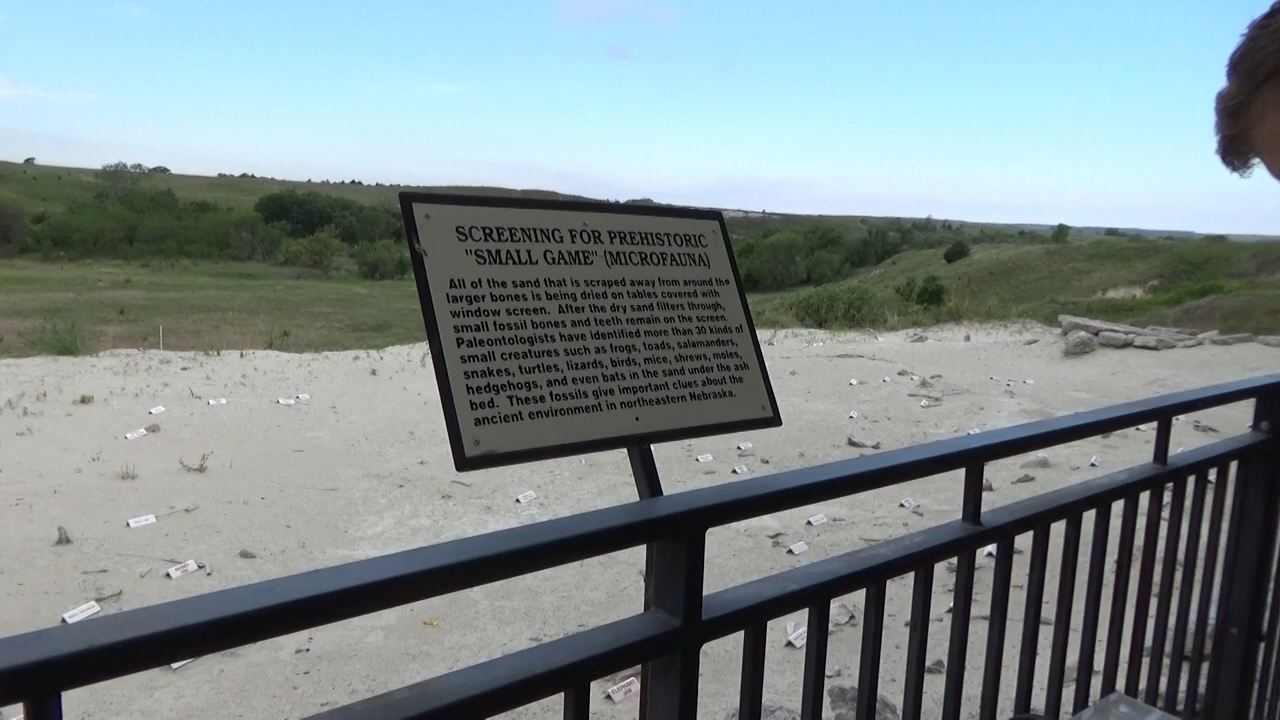 SCREENING FOR PREHISTORIC
"SMALL GAME" (MICROFAUNA)
All of the sand that is scraped away from around the
larger bones is being dried on tables covered with
window screen. After the dry sand filters through,
small fossil bones and teeth remain on the screen.
Paleontologists have identified more than 30 kinds of
small creatures such as frogs, toads, salamanders,
snakes, turtles, lizards, birds, mice, shrews, moles,
hedgehogs, and even bats in the sand under the ash
bed. These fossils give important clues about the
ancient environment in northeastern Nebraska.